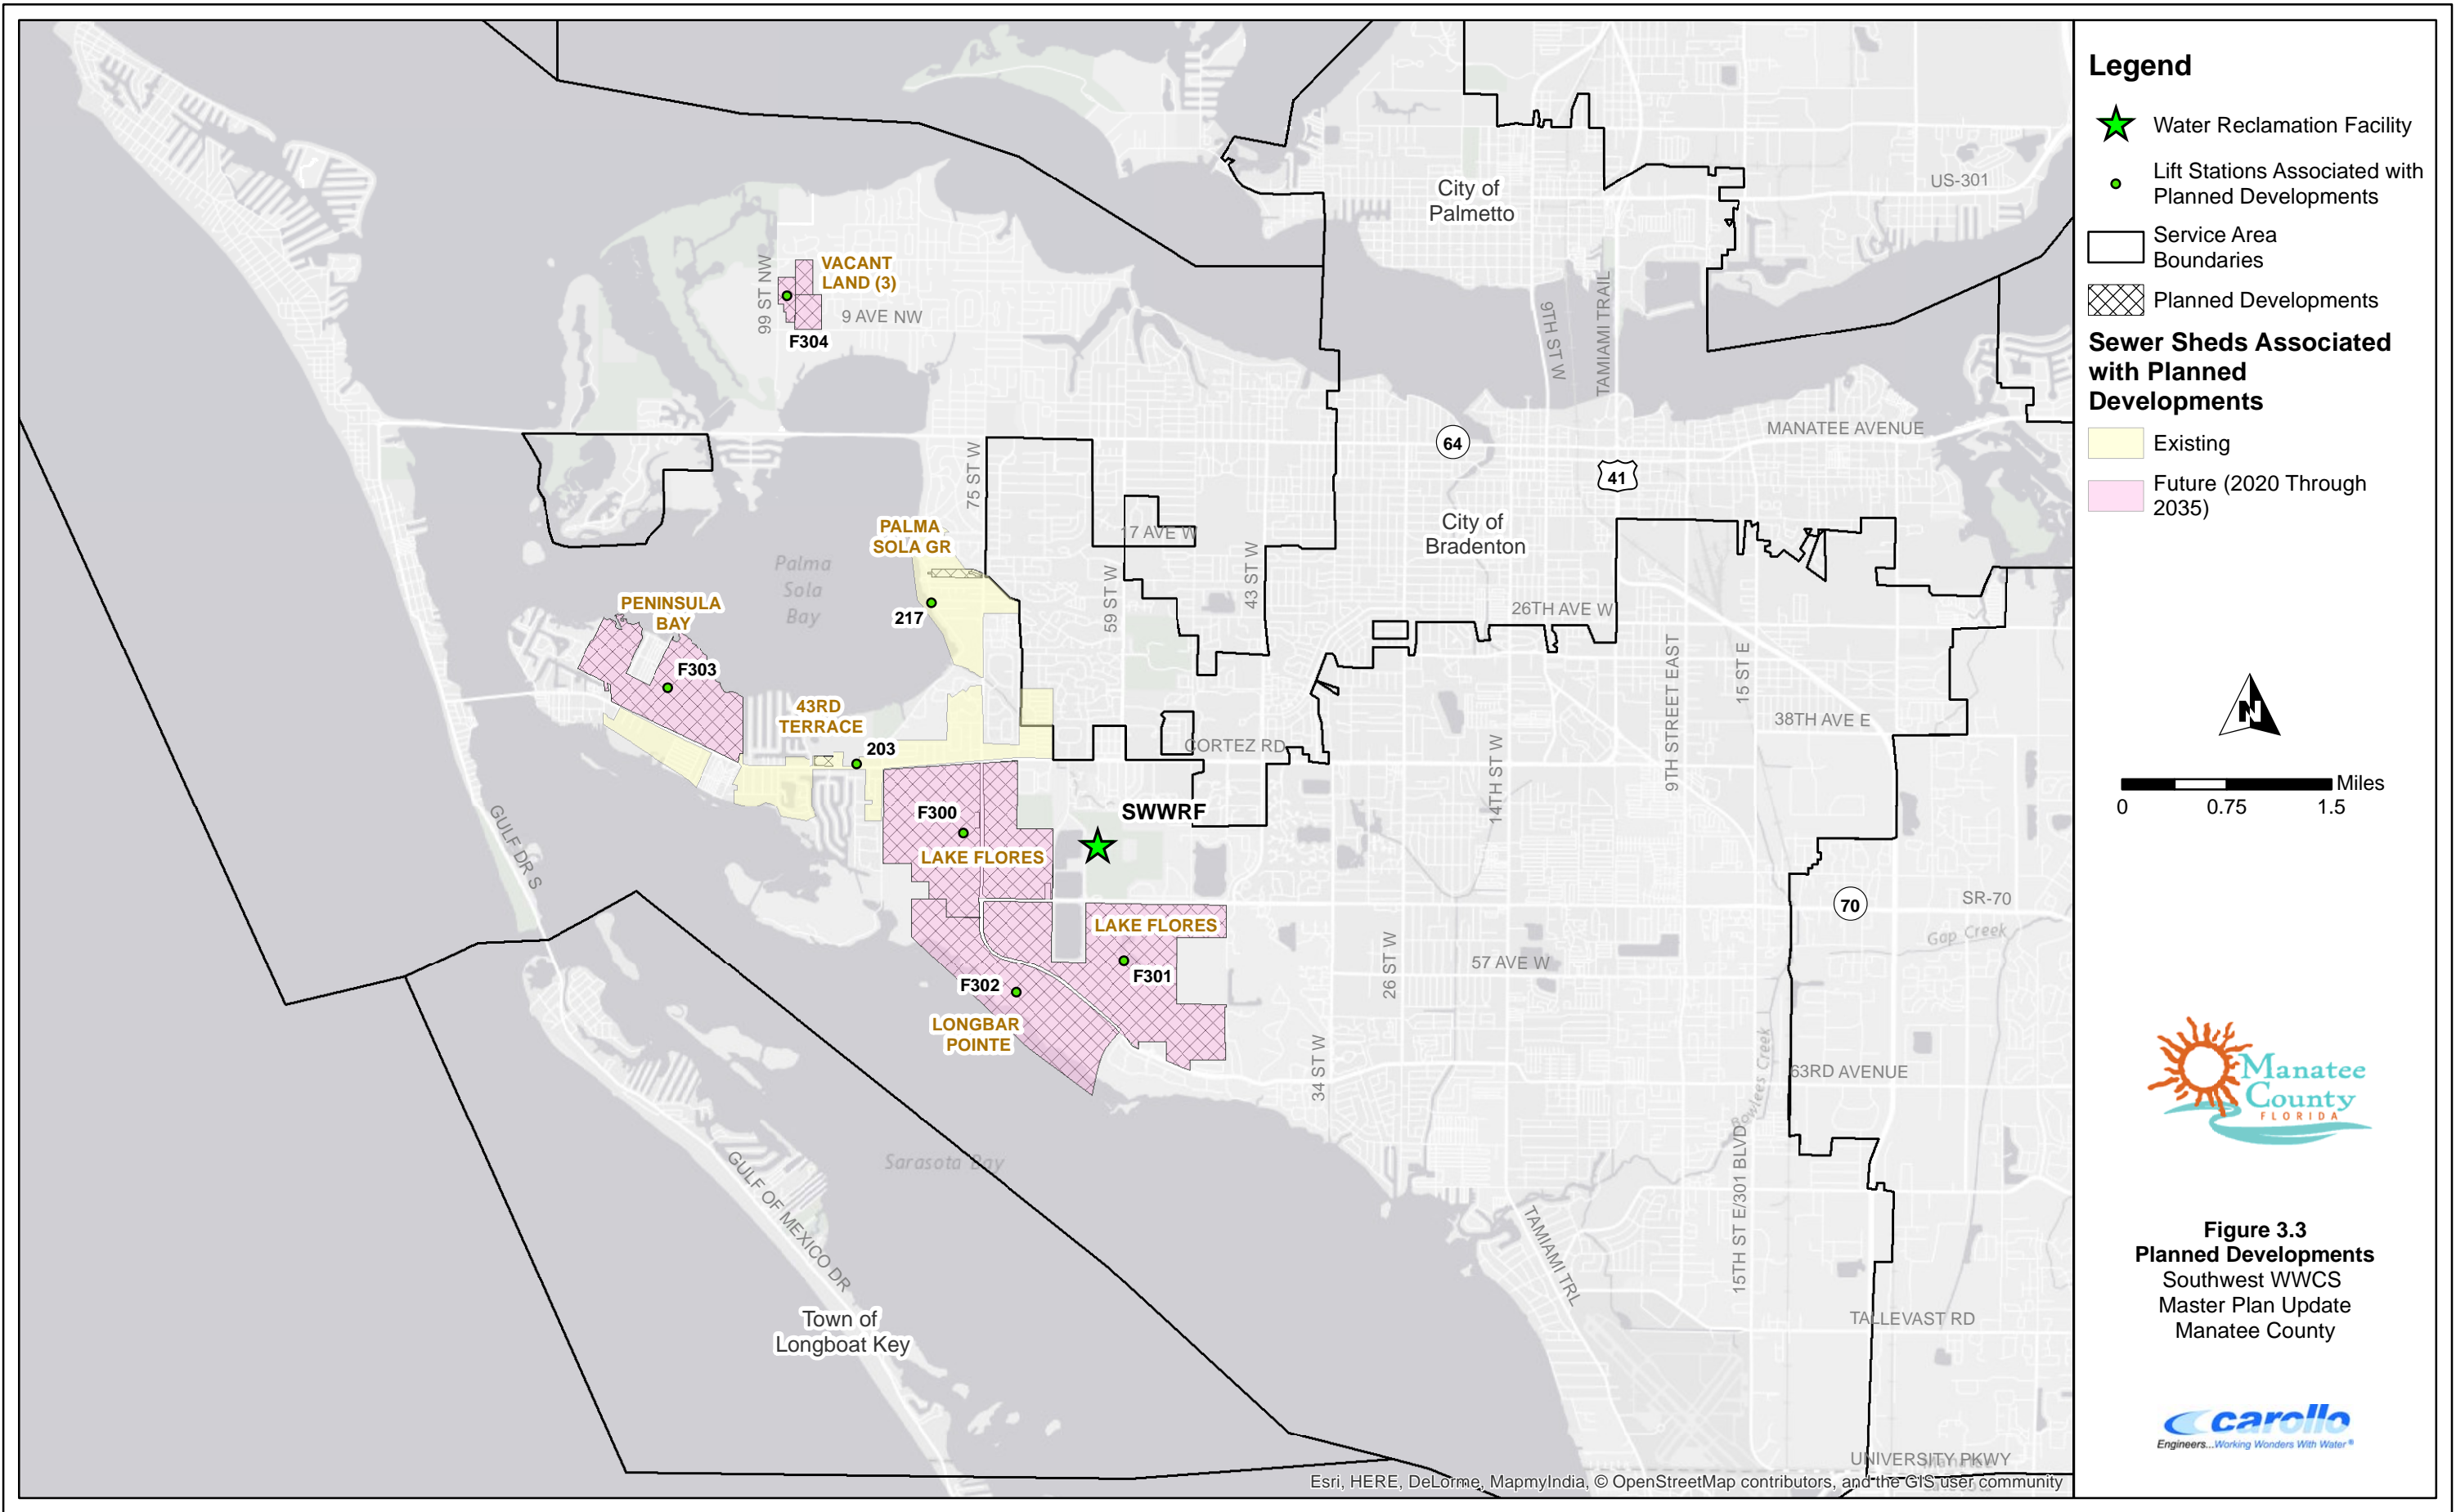 US-301
City of
Palmetto
VACANT
LAND (3)
99 ST NW
9 AVE NW
F304
9TH ST W
TAMIAMI TRAIL
MANATEE AVENUE
64
41
75 ST W
17 AVE W
City of
Bradenton
PALMA
SOLA GR
Palma
Sola
Bay
217
59 ST W
43 ST W
26TH AVE W
PENINSULA
BAY
F303
9TH STREET EAST
15 ST E
43RD
TERRACE
203
CORTEZ RD
38TH AVE E
14TH ST W
GULF DR S
F300
SWWRF
LAKE FLORES
LAKE FLORES
70
SR-70
Gap Creek
26 ST W
57 AVE W
F301
F302
LONGBAR
POINTE
34 ST W
Bowlees Creek
63RD AVENUE
Sarasota Bay
GULF OF MEXICO DR
15TH ST E/301 BLVD
TAMIAMI TRL
Town of
Longboat Key
TALLEVAST RD
UNIVERSITY PKWY
Esri, HERE, DeLorme, MapmyIndia, © OpenStreetMap contributors, and the GIS user community
Legend
Water Reclamation Facility
Lift Stations Associated with
Planned Developments
Service Area
Boundaries
Planned Developments
Sewer Sheds Associated
with Planned
Developments
Existing
Future (2020 Through
2035)
N
Miles
0 0.75 1.5
Manatee
County
FLORIDA
Figure 3.3
Planned Developments
Southwest WWCS
Master Plan Update
Manatee County
carollo
Engineers...Working Wonders With Water ®